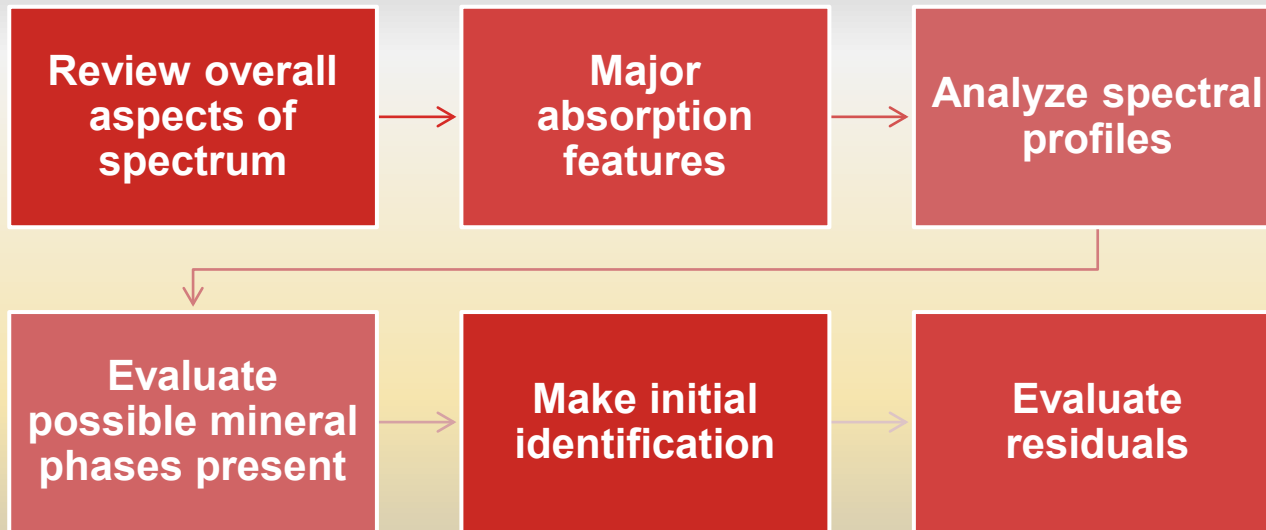 Review overall
aspects of
spectrum
Major
absorption
features
Analyze spectral
profiles
Evaluate
possible mineral
phases present
Make initial
identification
Evaluate
residuals